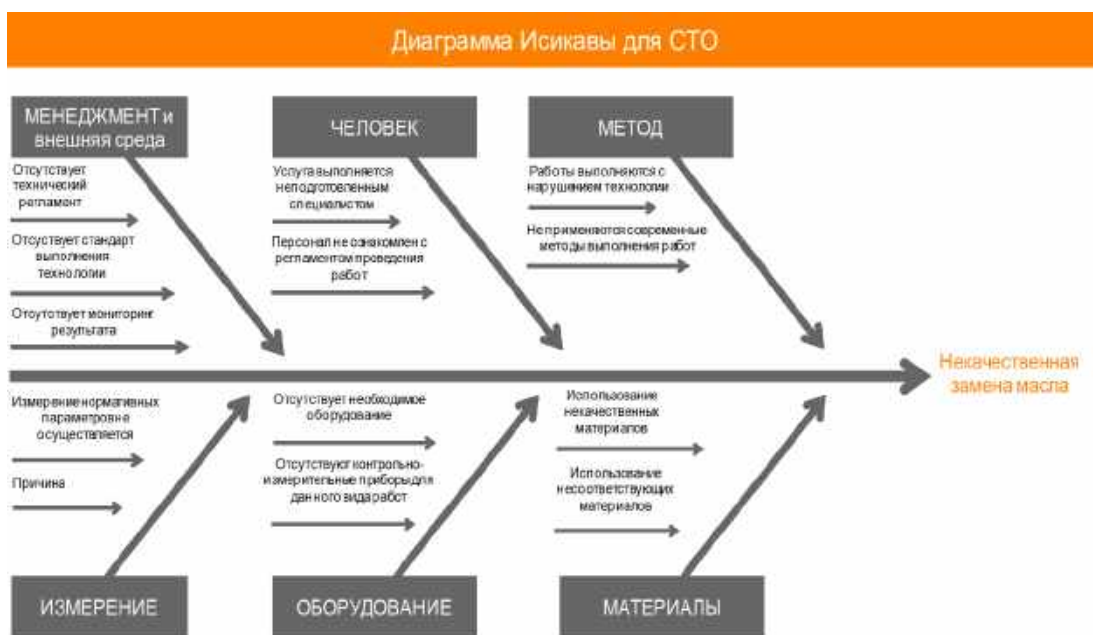 Диаграмма Исикавы для СТО
МЕНЕДЖМЕНТ и
внешняя среда
Отсутствует
технический
регламент
Отсуствует стандарт
выполнения
технологии
Отсутствует мониторинг
результата
ЧЕЛОВЕК
Услуга выполняется
неподготовленным
специалистом
Персонал не ознакомлен с
регламентом проведения
работ
МЕТОД
Работы выполняются с
нарушением технологии
Не применяются современные
методы выполнения работ
Некачественная
замена масла
Измерение нормативных
параметров не
осуществляется
Причина
ИЗМЕРЕНИЕ
Отсутствует необходимое
оборудование
Отсутствуют контрольно-
измерительные приборы для
данного вида работ
ОБОРУДОВАНИЕ
Использование
некачественных
материалов
Использование
несоответствующих
материалов
МАТЕРИАЛЫ